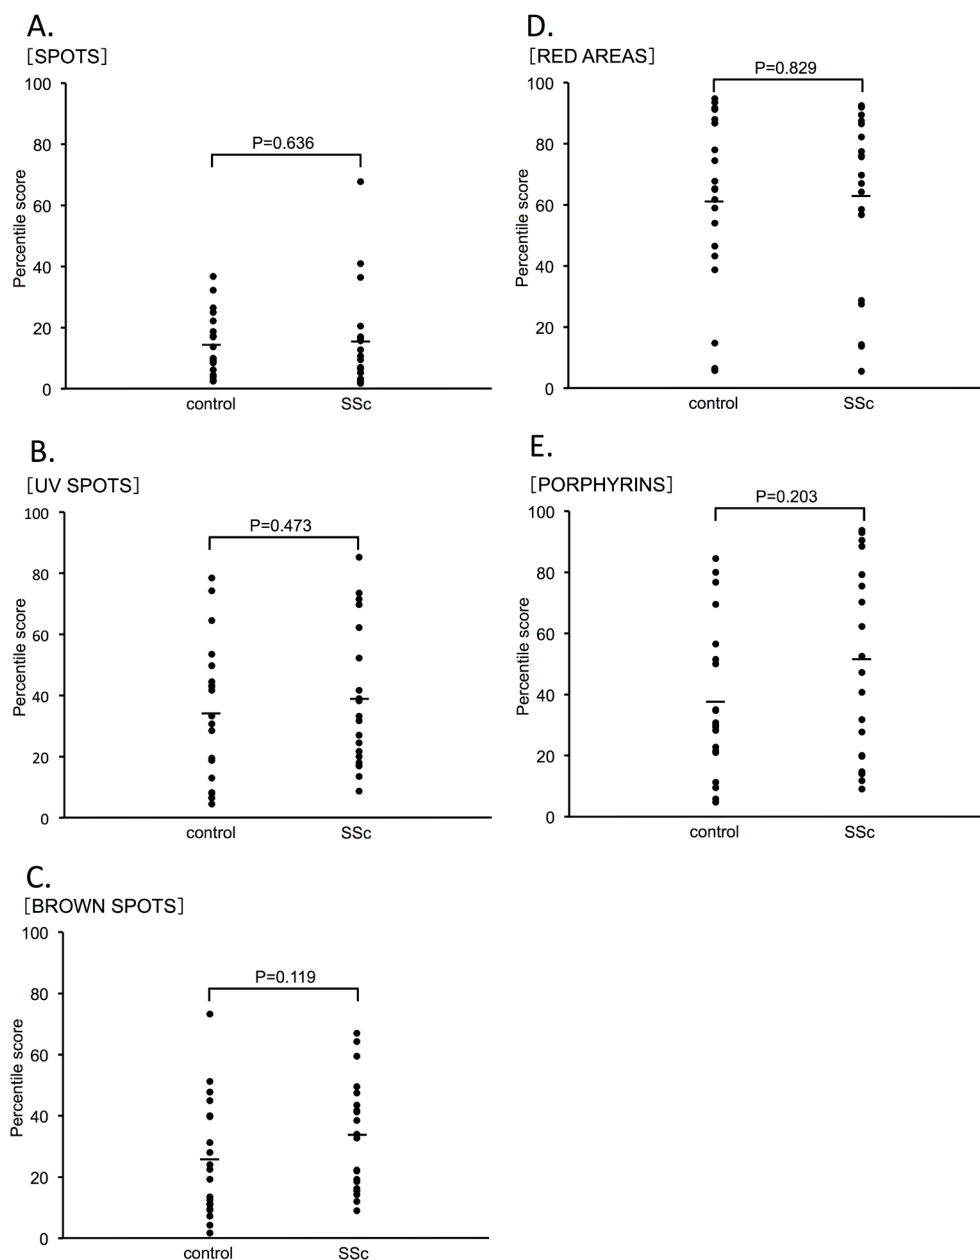 A.
[SPOTS]
100
80
60
40
20
0
Percentile score
P=0.636
control SSc
B.
[UV SPOTS]
100
80
60
40
20
0
Percentile score
P=0.473
control SSc
C.
[BROWN SPOTS]
100
80
60
40
20
0
Percentile score
P=0.119
control SSc
D.
[RED AREAS]
100
80
60
40
20
0
Percentile score
P=0.829
control SSc
E.
[PORPHYRINS]
100
80
60
40
20
0
Percentile score
P=0.203
control SSc